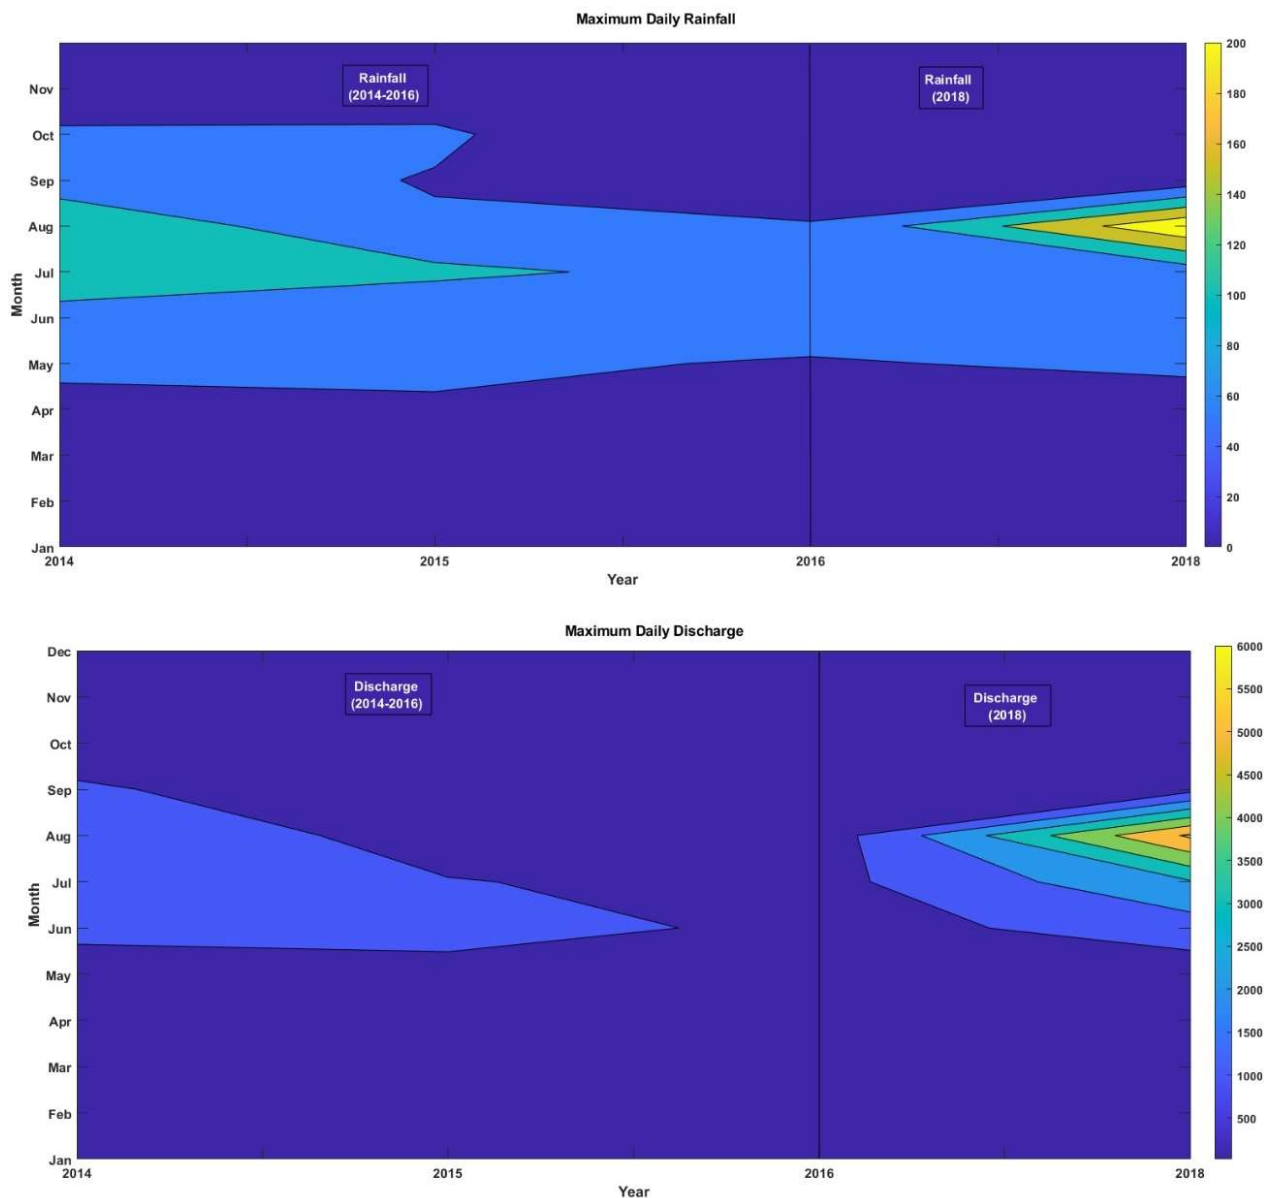 Maximum Daily Rainfall
Rainfall
(2014-2016)
Rainfall
(2018)
Month
Nov
Oct
Sep
Aug
Jul
Jun
May
Apr
Mar
Feb
Jan
2014
2015
2016
2018
Year
200
180
160
140
120
100
80
60
40
20
0
Maximum Daily Discharge
Discharge
(2014-2016)
Discharge
(2018)
Month
Dec
Nov
Oct
Sep
Aug
Jul
Jun
May
Apr
Mar
Feb
Jan
2014
2015
2016
2018
Year
6000
5500
5000
4500
4000
3500
3000
2500
2000
1500
1000
500